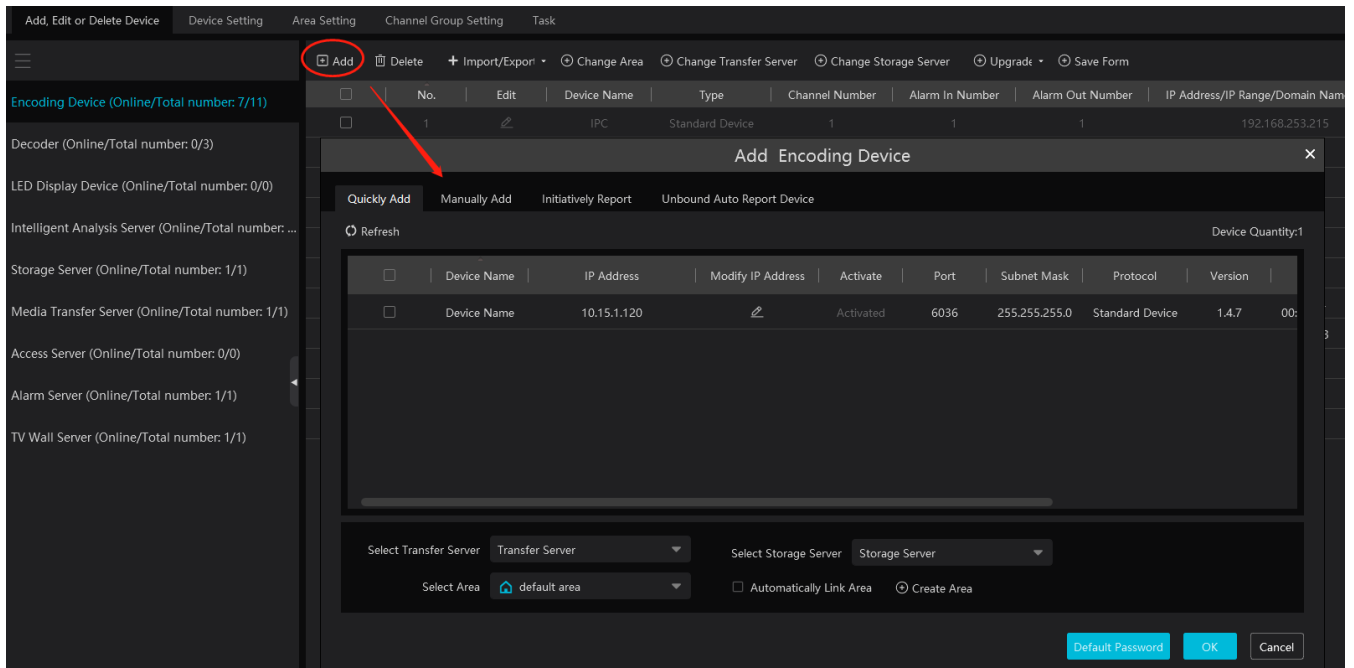 Add, Edit or Delete Device Device Setting Area Setting Channel Group Setting Task
Add Delete Import/Export Change Area Change Transfer Server Change Storage Server Upgrade Save Form
Encoding Device (Online/Total number: 7/11)
No. Edit Device Name Type Channel Number Alarm In Number Alarm Out Number IP Address/IP Range/Domain Nam
1 IPC Standard Device 1 1 1 192.168.253.215
Decoder (Online/Total number: 0/3)
LED Display Device (Online/Total number: 0/0)
Intelligent Analysis Server (Online/Total number: ...
Storage Server (Online/Total number: 1/1)
Media Transfer Server (Online/Total number: 1/1)
Access Server (Online/Total number: 0/0)
Alarm Server (Online/Total number: 1/1)
TV Wall Server (Online/Total number: 1/1)
Add Encoding Device
Quickly Add Manually Add Initiatively Report Unbound Auto Report Device
Refresh Device Quantity:1
Device Name IP Address Modify IP Address Activate Port Subnet Mask Protocol Version
Device Name 10.15.1.120 Activated 6036 255.255.255.0 Standard Device 1.4.7 00:
Select Transfer Server Transfer Server Select Storage Server Storage Server
Select Area default area Automatically Link Area Create Area
Default Password OK Cancel